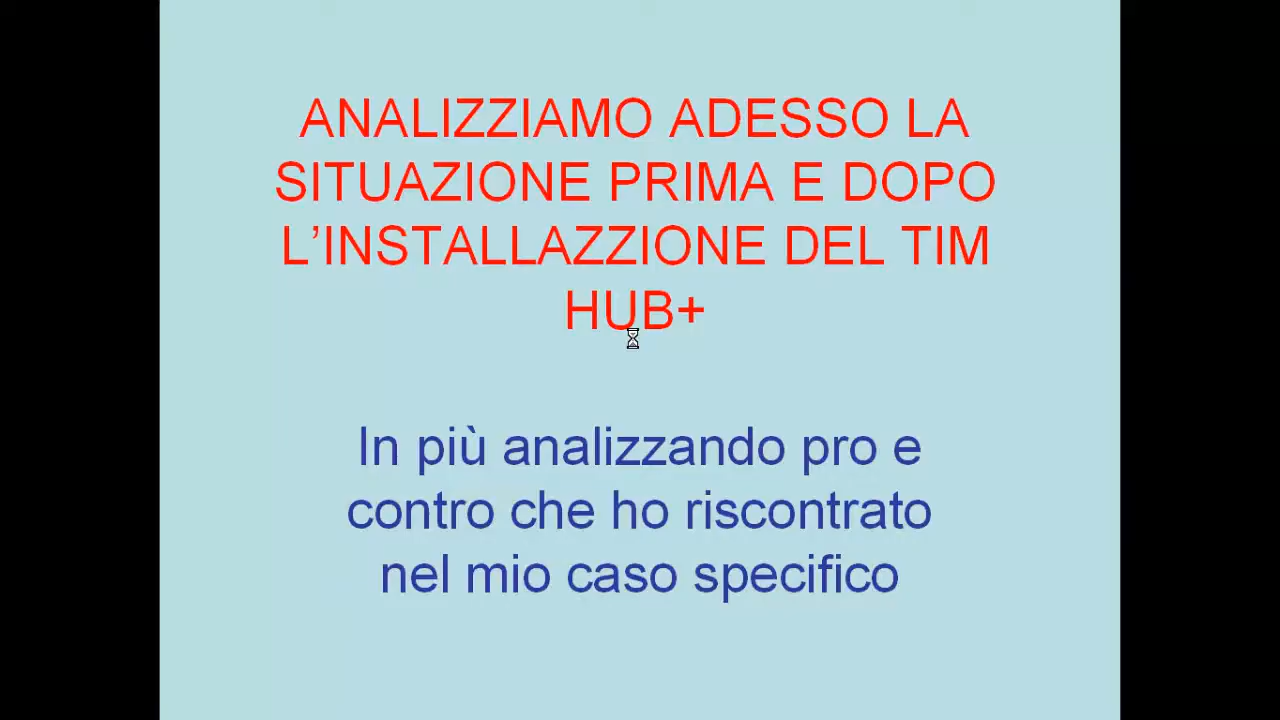 ANALIZZIAMO ADESSO LA
SITUAZIONE PRIMA E DOPO
L’INSTALLAZZIONE DEL TIM
HUB+
In più analizzando pro e
contro che ho riscontrato
nel mio caso specifico